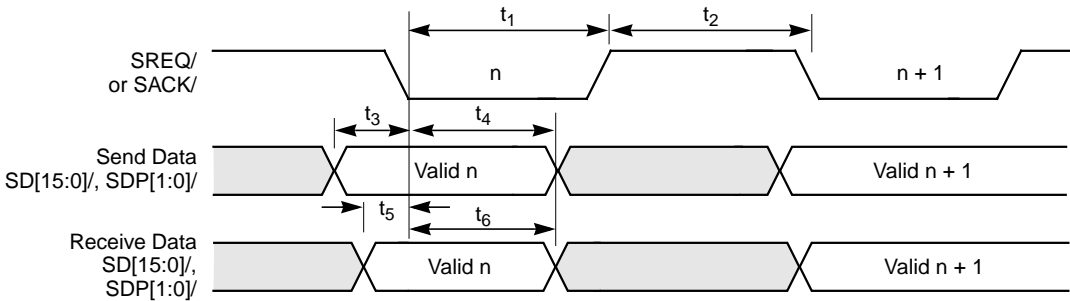 t1 t2
SREQ/
or SACK/
n
n + 1
t3 t4
Send Data
SD[15:0]/, SDP[1:0]/
Valid n
Valid n + 1
t5 t6
Receive Data
SD[15:0]/,
SDP[1:0]/
Valid n
Valid n + 1